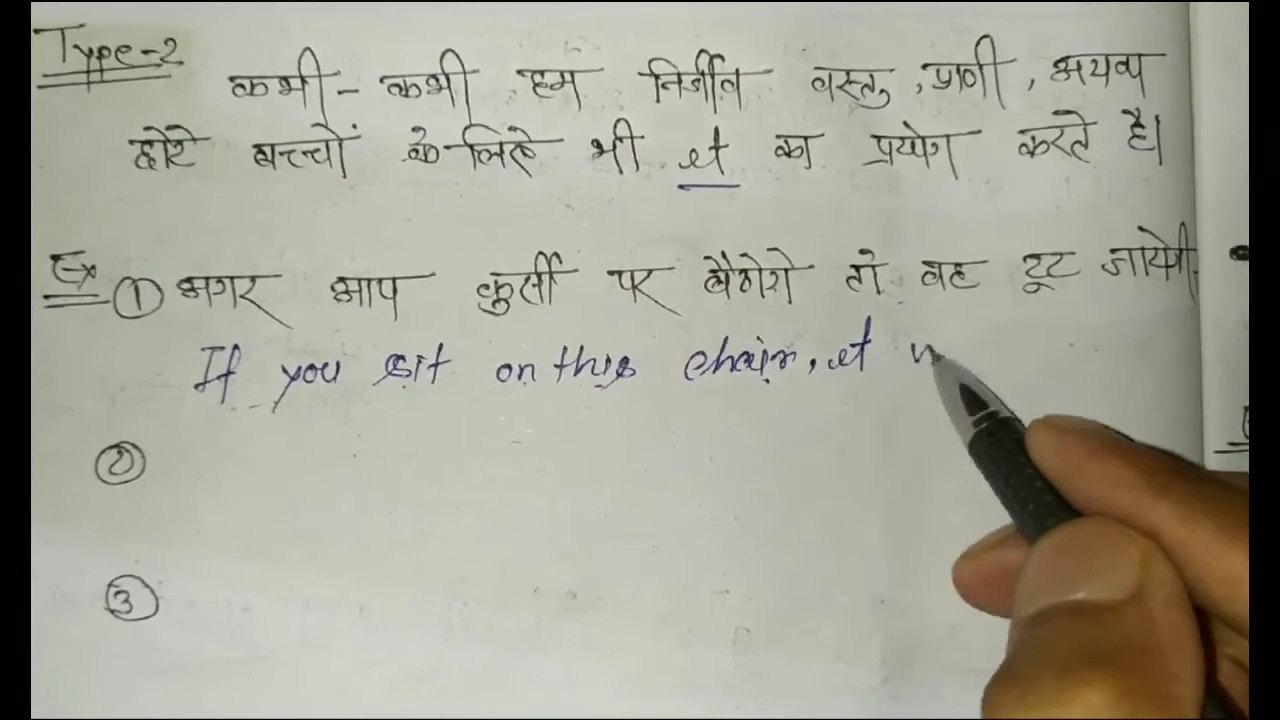 Type-2
कभी - कभी हम निर्जीव वस्तु, प्राणी, अथवा
छोटे बच्चों के लिए भी it का प्रयोग करते है।
Ex ① अगर आप कुर्सी पर बैठोगे तो वह टूट जायेगी
If you sit on this chair, it w
②
③